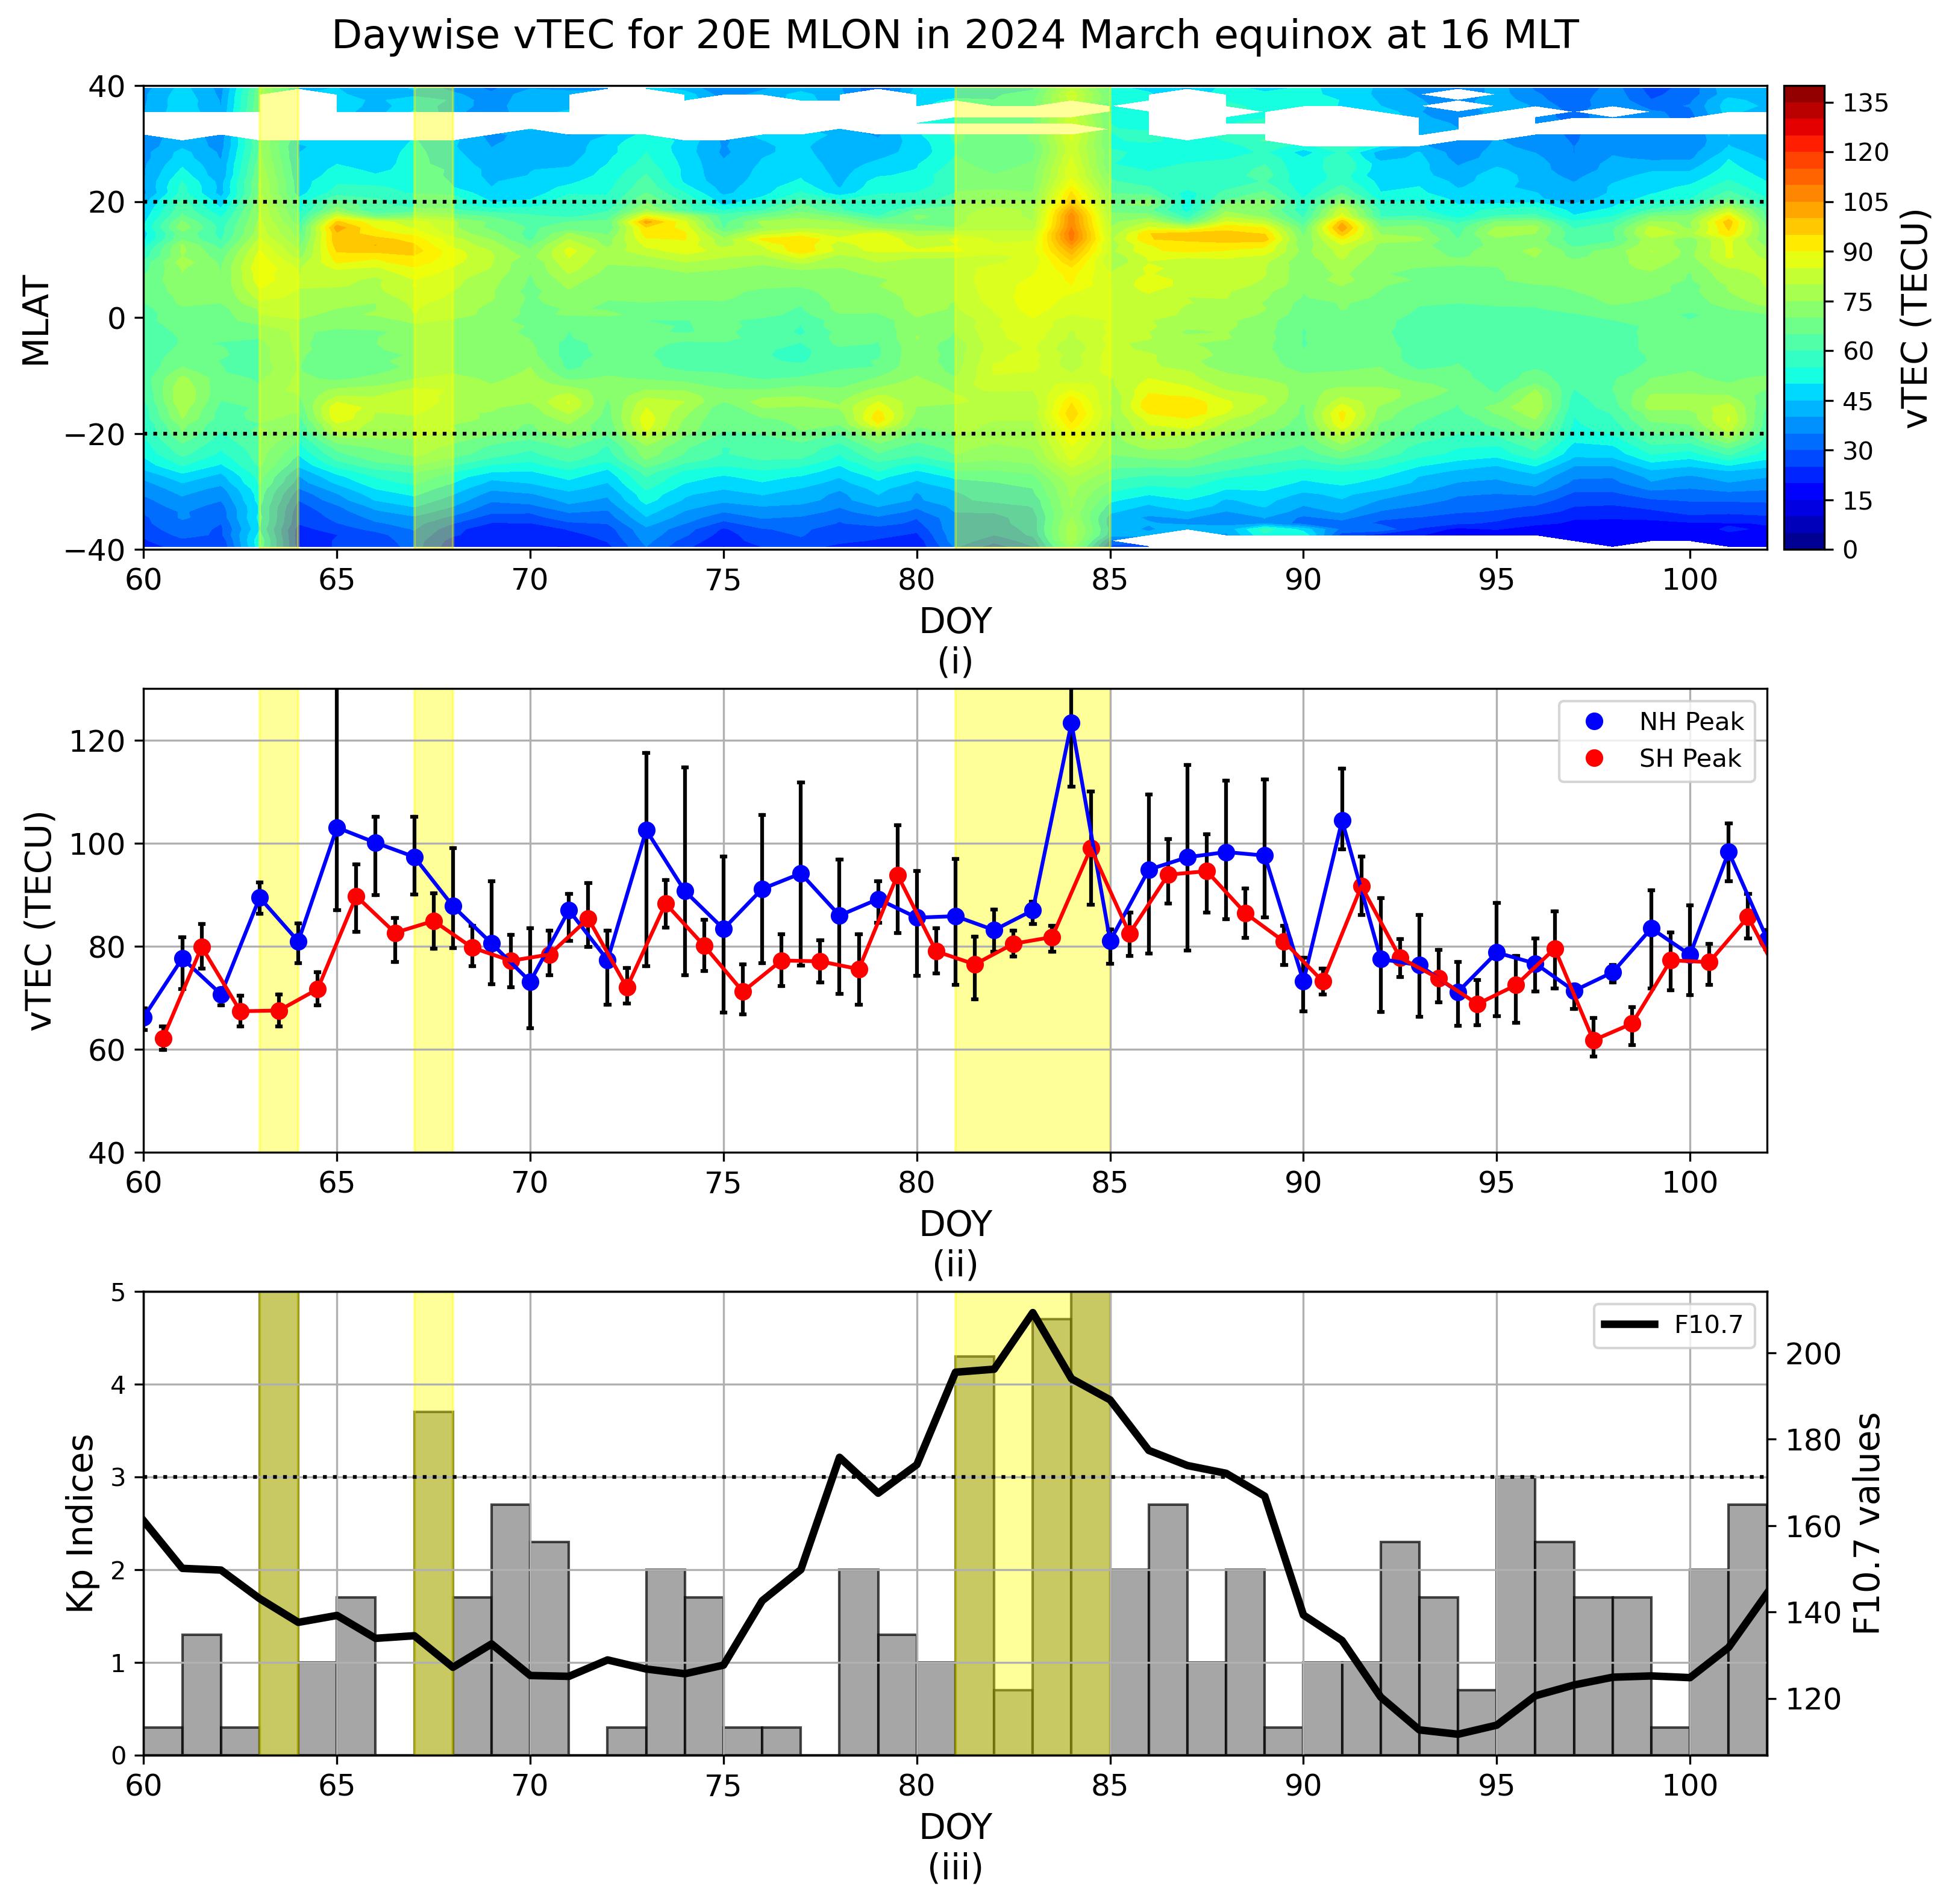 Daywise vTEC for 20E MLON in 2024 March equinox at 16 MLT
40
20
0
−20
−40
MLAT
60 65 70 75 80 85 90 95 100
DOY
(i)
135
120
105
90
75
60
45
30
15
0
vTEC (TECU)
NH Peak
SH Peak
120
100
80
60
40
vTEC (TECU)
60 65 70 75 80 85 90 95 100
DOY
(ii)
F10.7
5
4
3
2
1
0
Kp Indices
200
180
160
140
120
F10.7 values
60 65 70 75 80 85 90 95 100
DOY
(iii)